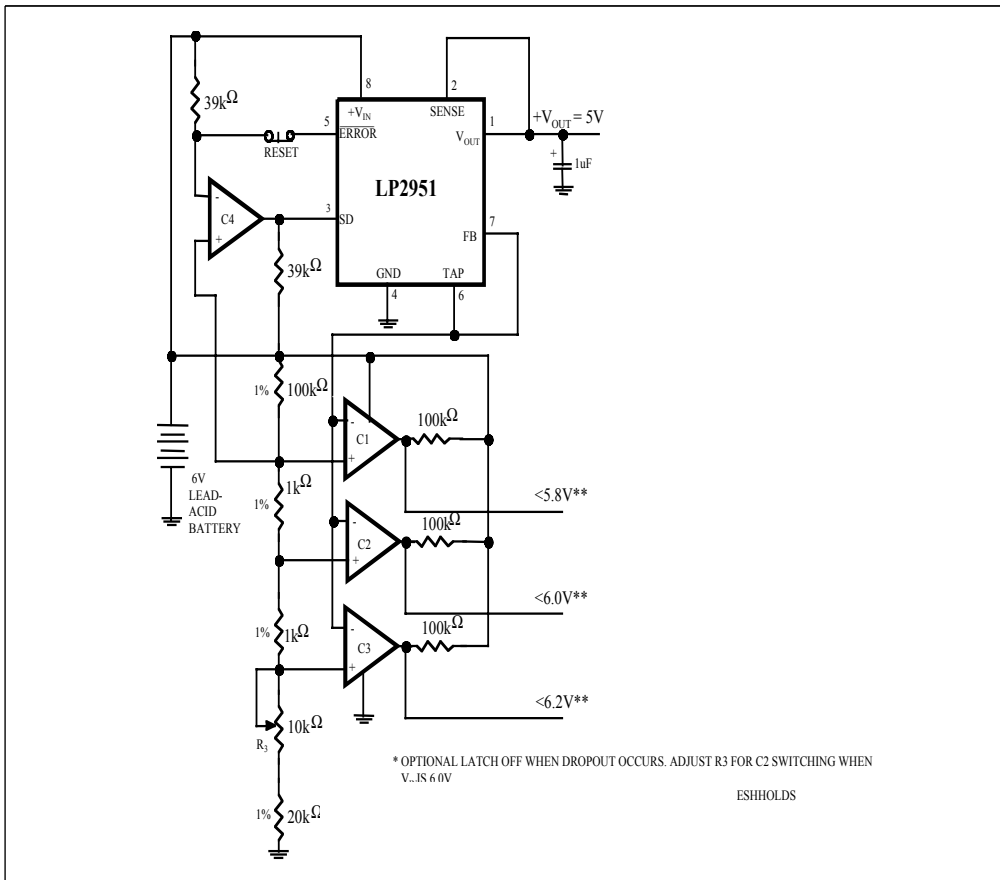 8
2
39kΩ
+VIN
SENSE
5
ERROR
1
+VOUT = 5V
VOUT
RESET
+
1uF
LP2951
-
C4
+
3
SD
7
FB
39kΩ
GND
TAP
4
6
1%
100kΩ
100kΩ
-
C1
+
6V
LEAD-
ACID
BATTERY
1kΩ
1%
<5.8V**
100kΩ
-
C2
+
<6.0V**
1%
1kΩ
100kΩ
-
C3
+
<6.2V**
10kΩ
R3
* OPTIONAL LATCH OFF WHEN DROPOUT OCCURS. ADJUST R3 FOR C2 SWITCHING WHEN
IS 6.0V
ESHHOLDS
1%
20kΩ